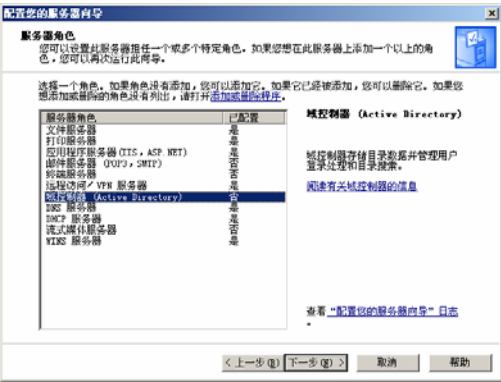 配置您的服务器向导
服务器角色
您可以设置此服务器担任一个或多个特定角色。如果您想在此服务器上添加一个以上的角
色，您可以再次运行此向导。
选择一个角色。如果角色没有添加，您可以添加它。如果它已经被添加，您可以删除它。如果您
想添加或删除的角色没有列出，请打开添加或删除程序。
服务器角色 已配置
文件服务器 是
打印服务器 是
应用程序服务器(IIS，ASP.NET) 是
邮件服务器 (POP3，SMTP) 否
终端服务器 否
远程访问/VPN 服务器 是
域控制器 (Active Directory) 否
DNS 服务器 是
DHCP 服务器 是
流式媒体服务器 否
WINS 服务器 是
域控制器 (Active Directory)
域控制器存储目录数据并管理用户
登录处理和目录搜索。
阅读有关域控制器的信息
查看“配置您的服务器向导”日志
。
< 上一步(B)
下一步(N) >
取消
帮助